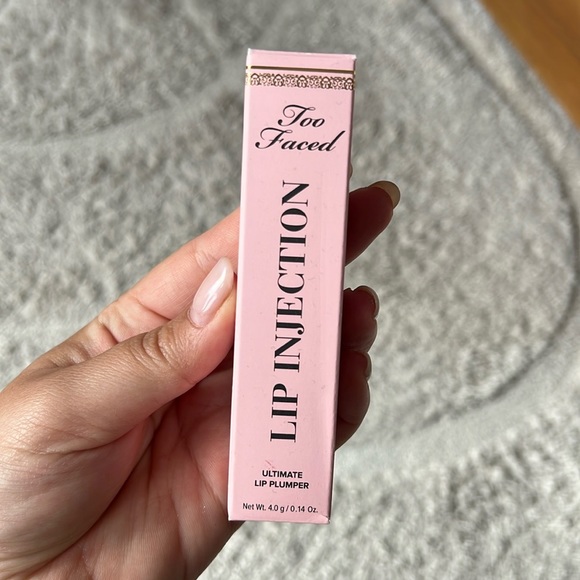 Too
Faced
LIP INJECTION
ULTIMATE
LIP PLUMPER
Net Wt. 4.0 g / 0.14 Oz.